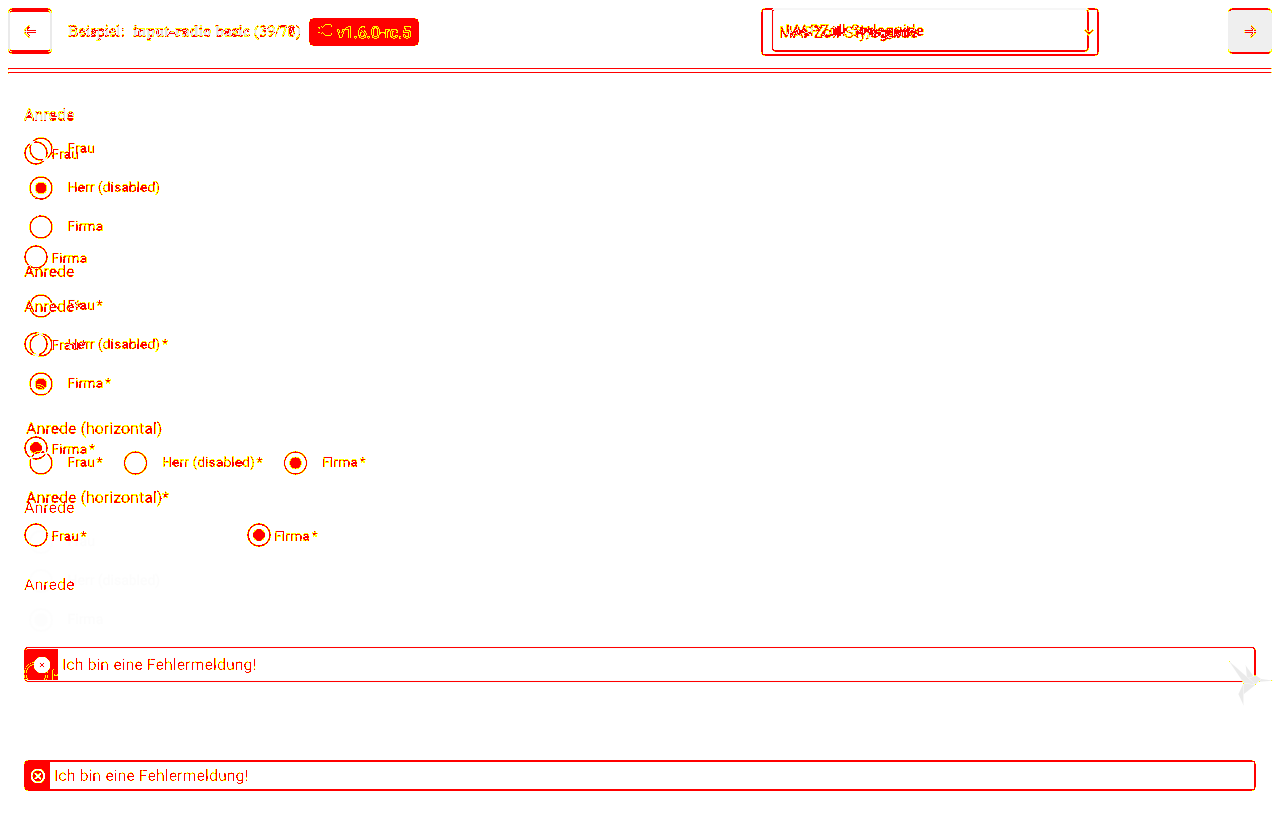 Beispiel: input-radio basic (39/70) v1.6.0-rc.5
Anrede
Frau
Frau
Herr (disabled)
Firma
Firma
Anrede
Anrede
Frau*
Frau
Herr (disabled)*
Firma*
Anrede (horizontal)
Firma*
Frau* Herr (disabled)* Firma*
Anrede (horizontal)*
Anrede
Frau* Firma*
Anrede
Ich bin eine Fehlermeldung!
Ich bin eine Fehlermeldung!